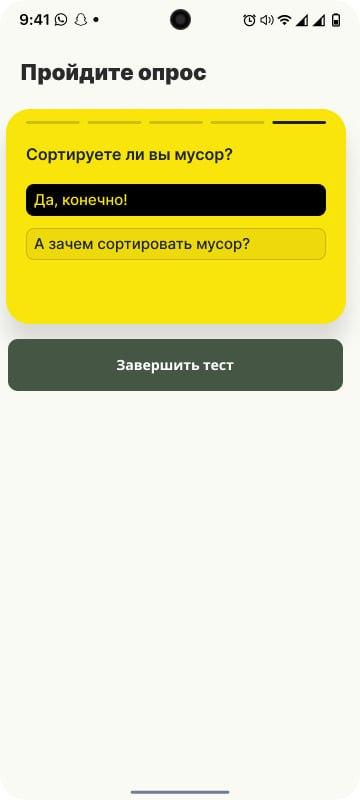 9:41
Пройдите опрос
Сортируете ли вы мусор?
Да, конечно!
А зачем сортировать мусор?
Завершить тест